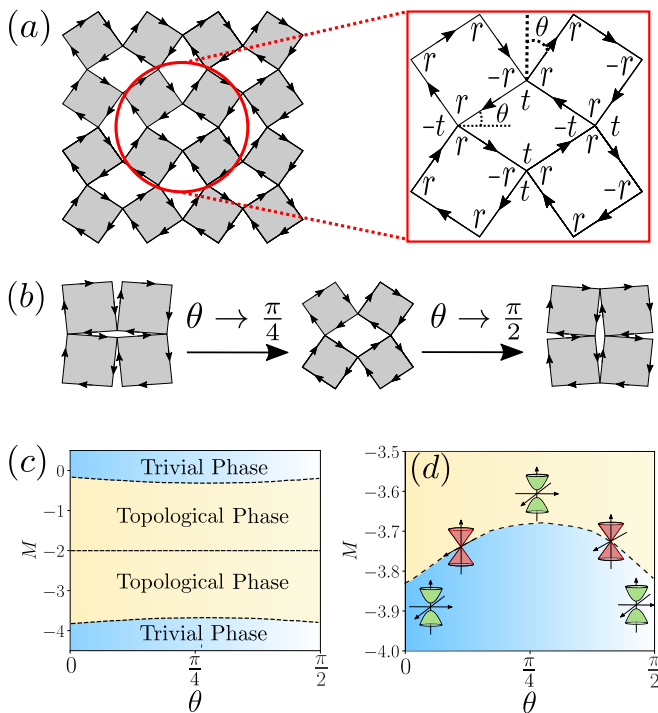 (a)
θ
r r r r
-r r -r
r t
-t θ -t t
r r
t
r -r r -r
r t r
r r
(b)
θ → π/4
θ → π/2
(c)
0
Trivial Phase
-1
Topological Phase
M
-2
Topological Phase
-3
-4
Trivial Phase
0
π/4
π/2
θ
(d)
-3.5
-3.6
M
-3.7
-3.8
-3.9
-4.0
0
π/4
π/2
θ